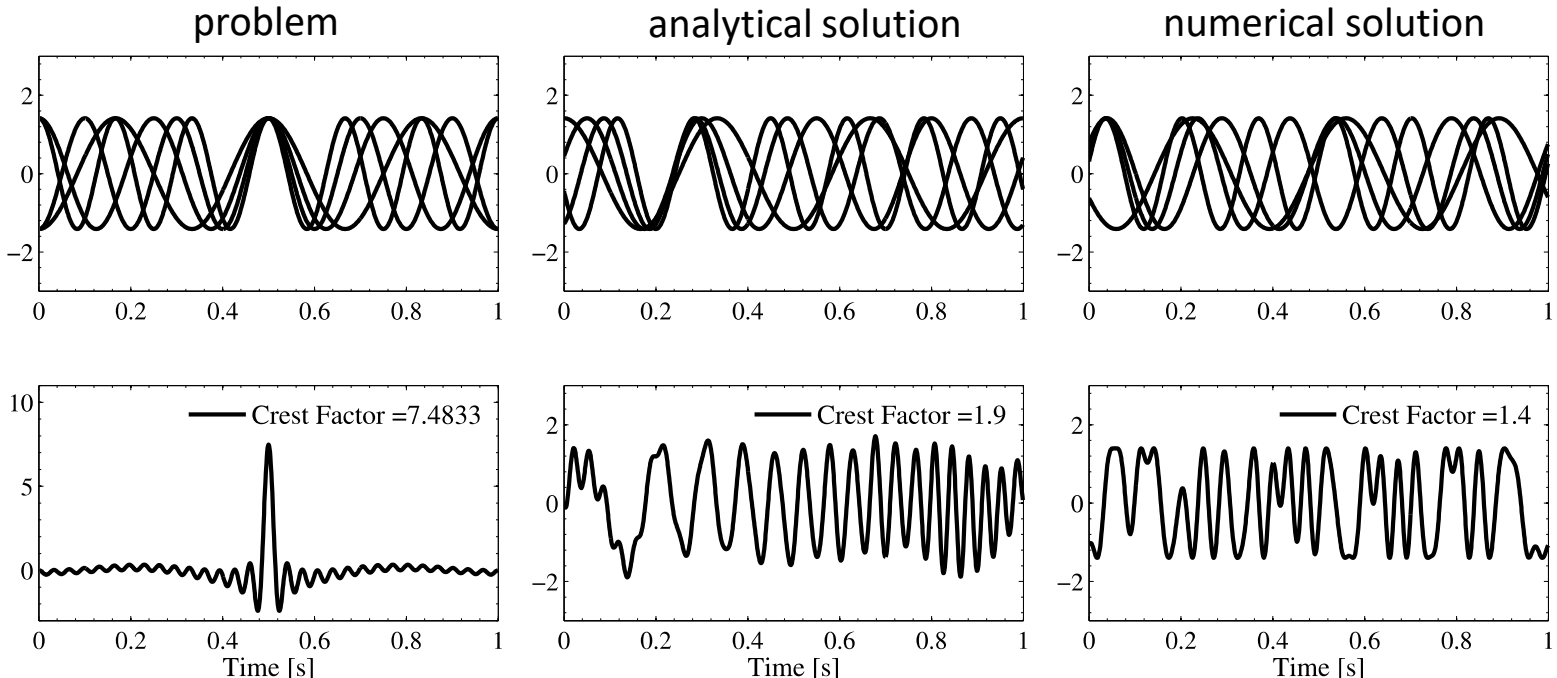 problem
analytical solution
numerical solution
2
0
−2
0 0.2 0.4 0.6 0.8 1
2
0
−2
0 0.2 0.4 0.6 0.8 1
2
0
−2
0 0.2 0.4 0.6 0.8 1
10
5
0
Crest Factor =7.4833
0 0.2 0.4 0.6 0.8 1
Time [s]
2
0
−2
Crest Factor =1.9
0 0.2 0.4 0.6 0.8 1
Time [s]
2
0
−2
Crest Factor =1.4
0 0.2 0.4 0.6 0.8 1
Time [s]